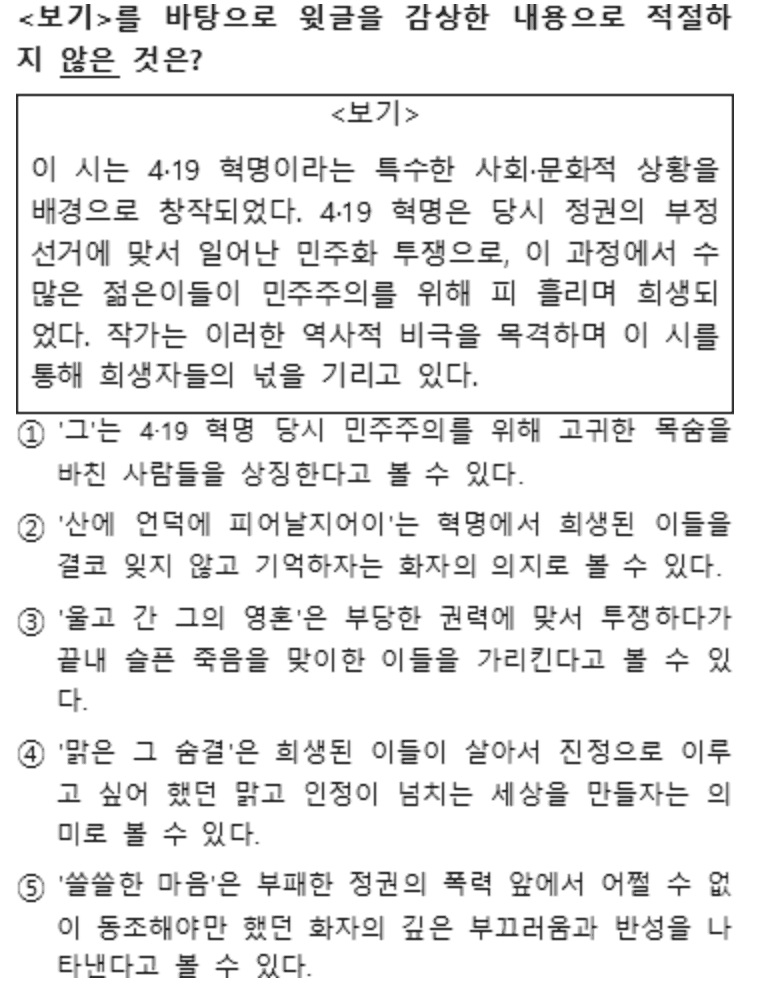 <보기>를 바탕으로 윗글을 감상한 내용으로 적절하
지 않은 것은?
<보기>
이 시는 4·19 혁명이라는 특수한 사회·문화적 상황을
배경으로 창작되었다. 4·19 혁명은 당시 정권의 부정
선거에 맞서 일어난 민주화 투쟁으로, 이 과정에서 수
많은 젊은이들이 민주주의를 위해 피 흘리며 희생되
었다. 작가는 이러한 역사적 비극을 목격하며 이 시를
통해 희생자들의 넋을 기리고 있다.
① '그'는 4·19 혁명 당시 민주주의를 위해 고귀한 목숨을
바친 사람들을 상징한다고 볼 수 있다.
② '산에 언덕에 피어날지어이'는 혁명에서 희생된 이들을
결코 잊지 않고 기억하자는 화자의 의지로 볼 수 있다.
③ '울고 간 그의 영혼'은 부당한 권력에 맞서 투쟁하다가
끝내 슬픈 죽음을 맞이한 이들을 가리킨다고 볼 수 있
다.
④ '맑은 그 숨결'은 희생된 이들이 살아서 진정으로 이루
고 싶어 했던 맑고 인정이 넘치는 세상을 만들자는 의
미로 볼 수 있다.
⑤ '쓸쓸한 마음'은 부패한 정권의 폭력 앞에서 어쩔 수 없
이 동조해야만 했던 화자의 깊은 부끄러움과 반성을 나
타낸다고 볼 수 있다.